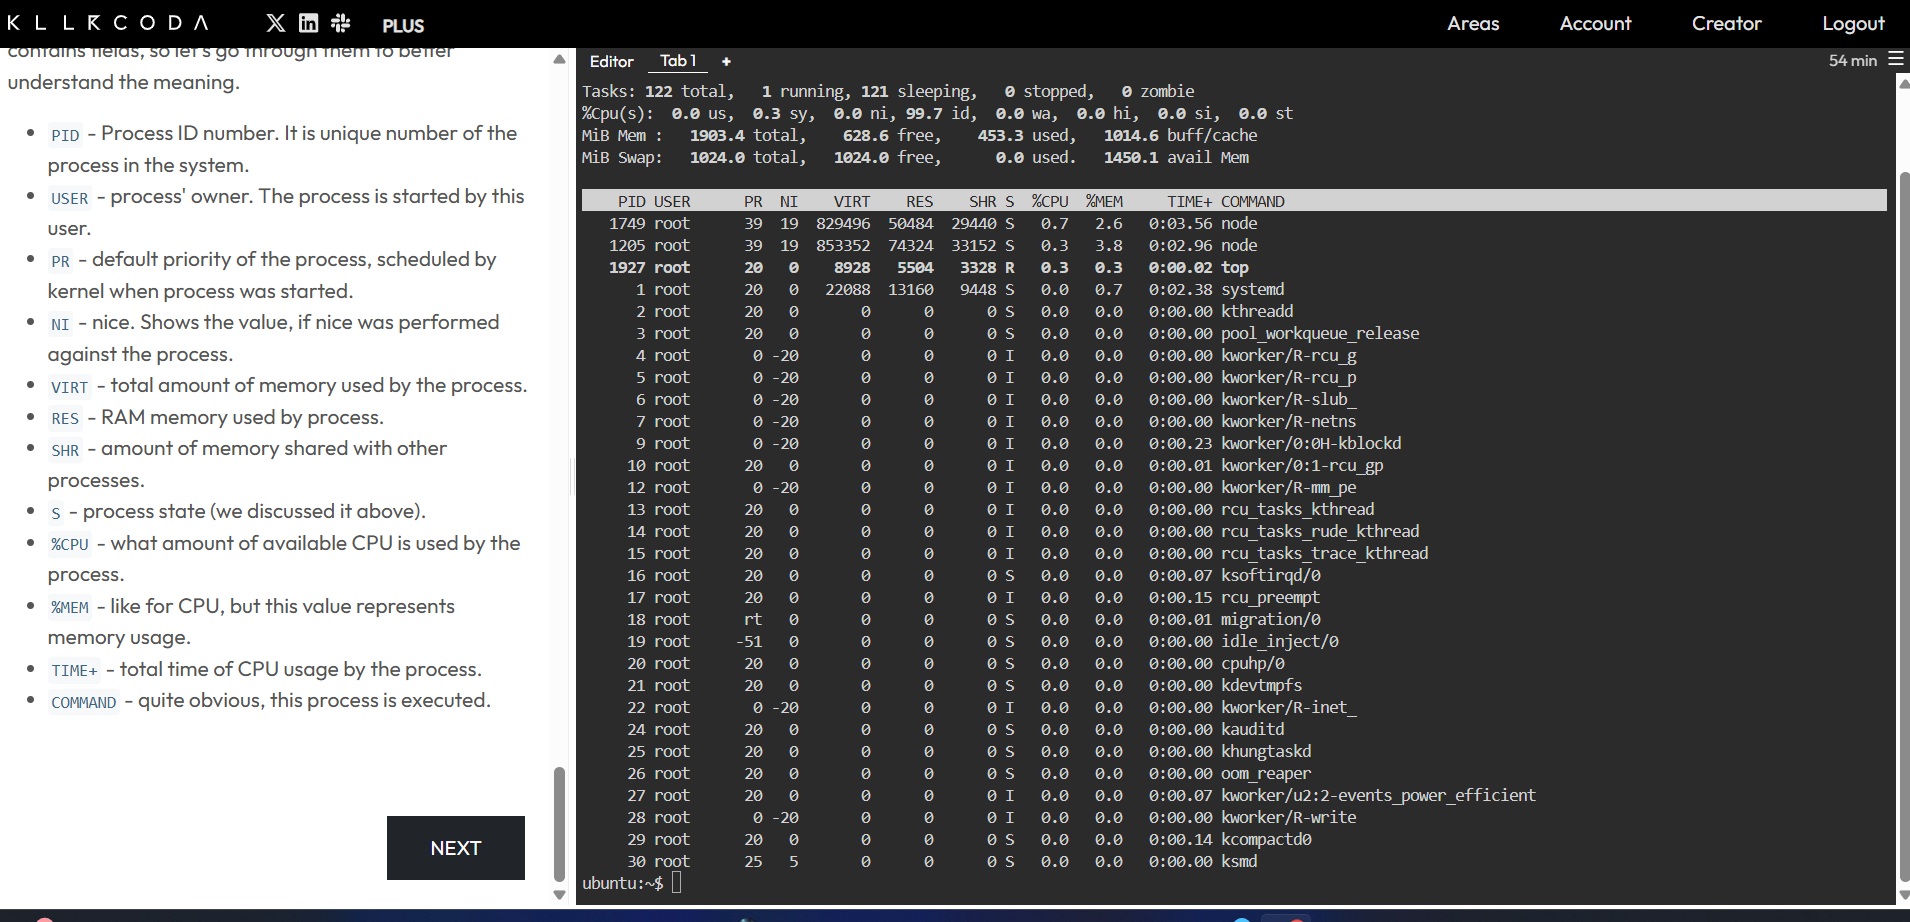 KLLRCODA PLUS Areas Account Creator Logout
contains fields, so let's go through them to better
understand the meaning.
PID - Process ID number. It is unique number of the
process in the system.
USER - process' owner. The process is started by this
user.
PR - default priority of the process, scheduled by
kernel when process was started.
NI - nice. Shows the value, if nice was performed
against the process.
VIRT - total amount of memory used by the process.
RES - RAM memory used by process.
SHR - amount of memory shared with other
processes.
S - process state (we discussed it above).
%CPU - what amount of available CPU is used by the
process.
%MEM - like for CPU, but this value represents
memory usage.
TIME+ - total time of CPU usage by the process.
COMMAND - quite obvious, this process is executed.
NEXT
Editor Tab 1 + 54 min
Tasks: 122 total,   1 running, 121 sleeping,   0 stopped,   0 zombie
%Cpu(s):  0.0 us,  0.3 sy,  0.0 ni, 99.7 id,  0.0 wa,  0.0 hi,  0.0 si,  0.0 st
MiB Mem :   1903.4 total,    628.6 free,    453.3 used,   1014.6 buff/cache
MiB Swap:   1024.0 total,   1024.0 free,      0.0 used.   1450.1 avail Mem
PID USER      PR  NI    VIRT    RES    SHR S  %CPU  %MEM     TIME+ COMMAND
1749 root      39  19  829496  50484  29440 S   0.7   2.6   0:03.56 node
1205 root      39  19  853352  74324  33152 S   0.3   3.8   0:02.96 node
1927 root      20   0    8928   5504   3328 R   0.3   0.3   0:00.02 top
1 root      20   0   22088  13160   9448 S   0.0   0.7   0:02.38 systemd
2 root      20   0       0      0      0 S   0.0   0.0   0:00.00 kthreadd
3 root      20   0       0      0      0 S   0.0   0.0   0:00.00 pool_workqueue_release
4 root       0 -20       0      0      0 I   0.0   0.0   0:00.00 kworker/R-rcu_g
5 root       0 -20       0      0      0 I   0.0   0.0   0:00.00 kworker/R-rcu_p
6 root       0 -20       0      0      0 I   0.0   0.0   0:00.00 kworker/R-slub_
7 root       0 -20       0      0      0 I   0.0   0.0   0:00.00 kworker/R-netns
9 root       0 -20       0      0      0 I   0.0   0.0   0:00.23 kworker/0:0H-kblockd
10 root      20   0       0      0      0 I   0.0   0.0   0:00.01 kworker/0:1-rcu_gp
12 root       0 -20       0      0      0 I   0.0   0.0   0:00.00 kworker/R-mm_pe
13 root      20   0       0      0      0 I   0.0   0.0   0:00.00 rcu_tasks_kthread
14 root      20   0       0      0      0 I   0.0   0.0   0:00.00 rcu_tasks_rude_kthread
15 root      20   0       0      0      0 I   0.0   0.0   0:00.00 rcu_tasks_trace_kthread
16 root      20   0       0      0      0 S   0.0   0.0   0:00.07 ksoftirqd/0
17 root      20   0       0      0      0 I   0.0   0.0   0:00.15 rcu_preempt
18 root      rt   0       0      0      0 S   0.0   0.0   0:00.01 migration/0
19 root     -51   0       0      0      0 S   0.0   0.0   0:00.00 idle_inject/0
20 root      20   0       0      0      0 S   0.0   0.0   0:00.00 cpuhp/0
21 root      20   0       0      0      0 S   0.0   0.0   0:00.00 kdevtmpfs
22 root       0 -20       0      0      0 I   0.0   0.0   0:00.00 kworker/R-inet_
24 root      20   0       0      0      0 S   0.0   0.0   0:00.00 kauditd
25 root      20   0       0      0      0 S   0.0   0.0   0:00.00 khungtaskd
26 root      20   0       0      0      0 S   0.0   0.0   0:00.00 oom_reaper
27 root      20   0       0      0      0 I   0.0   0.0   0:00.07 kworker/u2:2-events_power_efficient
28 root       0 -20       0      0      0 I   0.0   0.0   0:00.00 kworker/R-write
29 root      20   0       0      0      0 S   0.0   0.0   0:00.14 kcompactd0
30 root      25   5       0      0      0 S   0.0   0.0   0:00.00 ksmd
ubuntu:~$